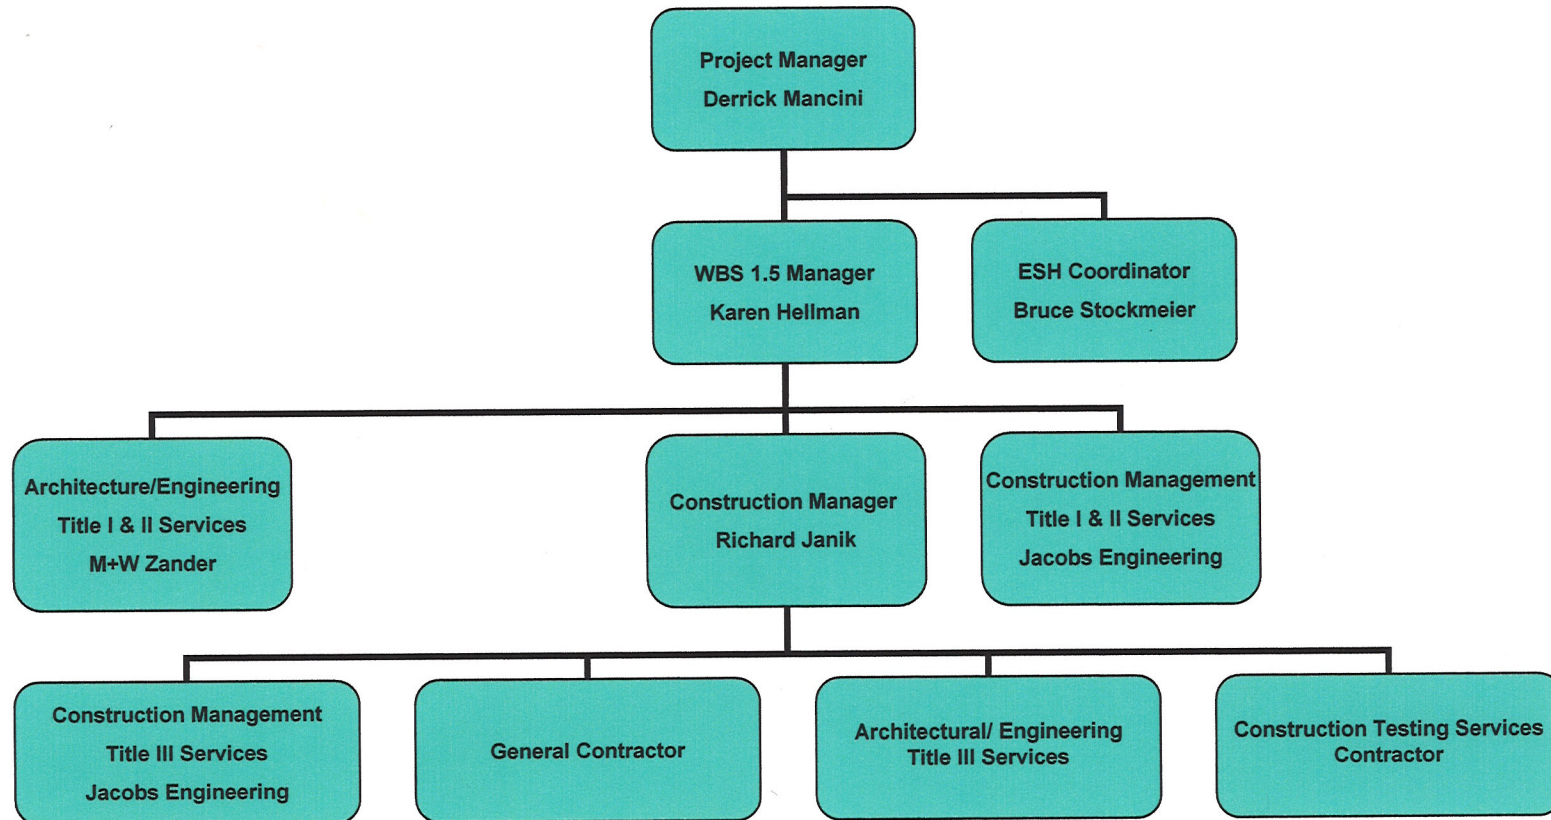 Project Manager
Derrick Mancini
WBS 1.5 Manager
Karen Hellman
ESH Coordinator
Bruce Stockmeier
Architecture/Engineering
Title I & II Services
M+W Zander
Construction Manager
Richard Janik
Construction Management
Title I & II Services
Jacobs Engineering
Construction Management
Title III Services
Jacobs Engineering
General Contractor
Architectural/ Engineering
Title III Services
Construction Testing Services
Contractor